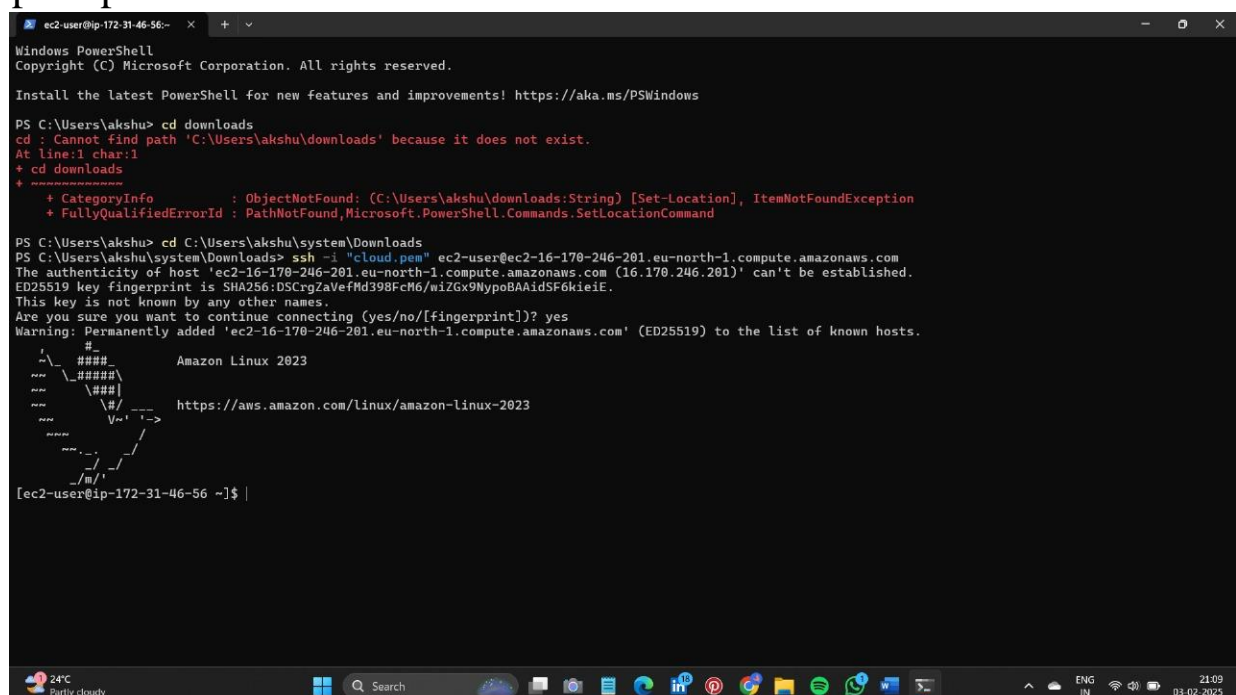 ec2-user@ip-172-31-46-56:~
Windows PowerShell
Copyright (C) Microsoft Corporation. All rights reserved.
Install the latest PowerShell for new features and improvements! https://aka.ms/PSWindows
PS C:\Users\akshu> cd downloads
cd : Cannot find path 'C:\Users\akshu\downloads' because it does not exist.
At line:1 char:1
+ cd downloads
+ ~~~~~~~~~~~~
    + CategoryInfo          : ObjectNotFound: (C:\Users\akshu\downloads:String) [Set-Location], ItemNotFoundException
    + FullyQualifiedErrorId : PathNotFound,Microsoft.PowerShell.Commands.SetLocationCommand
PS C:\Users\akshu> cd C:\Users\akshu\system\Downloads
PS C:\Users\akshu\system\Downloads> ssh -i "cloud.pem" ec2-user@ec2-16-170-246-201.eu-north-1.compute.amazonaws.com
The authenticity of host 'ec2-16-170-246-201.eu-north-1.compute.amazonaws.com (16.170.246.201)' can't be established.
ED25519 key fingerprint is SHA256:DSCrgZaVefMd398FcM6/wiZGx9NypoBAAidSF6kieiE.
This key is not known by any other names.
Are you sure you want to continue connecting (yes/no/[fingerprint])? yes
Warning: Permanently added 'ec2-16-170-246-201.eu-north-1.compute.amazonaws.com' (ED25519) to the list of known hosts.
   ,     #_
   ~\_  ####_        Amazon Linux 2023
  ~~  \_#####\
  ~~     \###|
  ~~       \#/ ___   https://aws.amazon.com/linux/amazon-linux-2023
   ~~       V~' '->
    ~~~         /
      ~~._.   _/
         _/ _/
       _/m/'
[ec2-user@ip-172-31-46-56 ~]$
24°C
Partly cloudy
Search
18
ENG
IN
21:09
03-02-2025